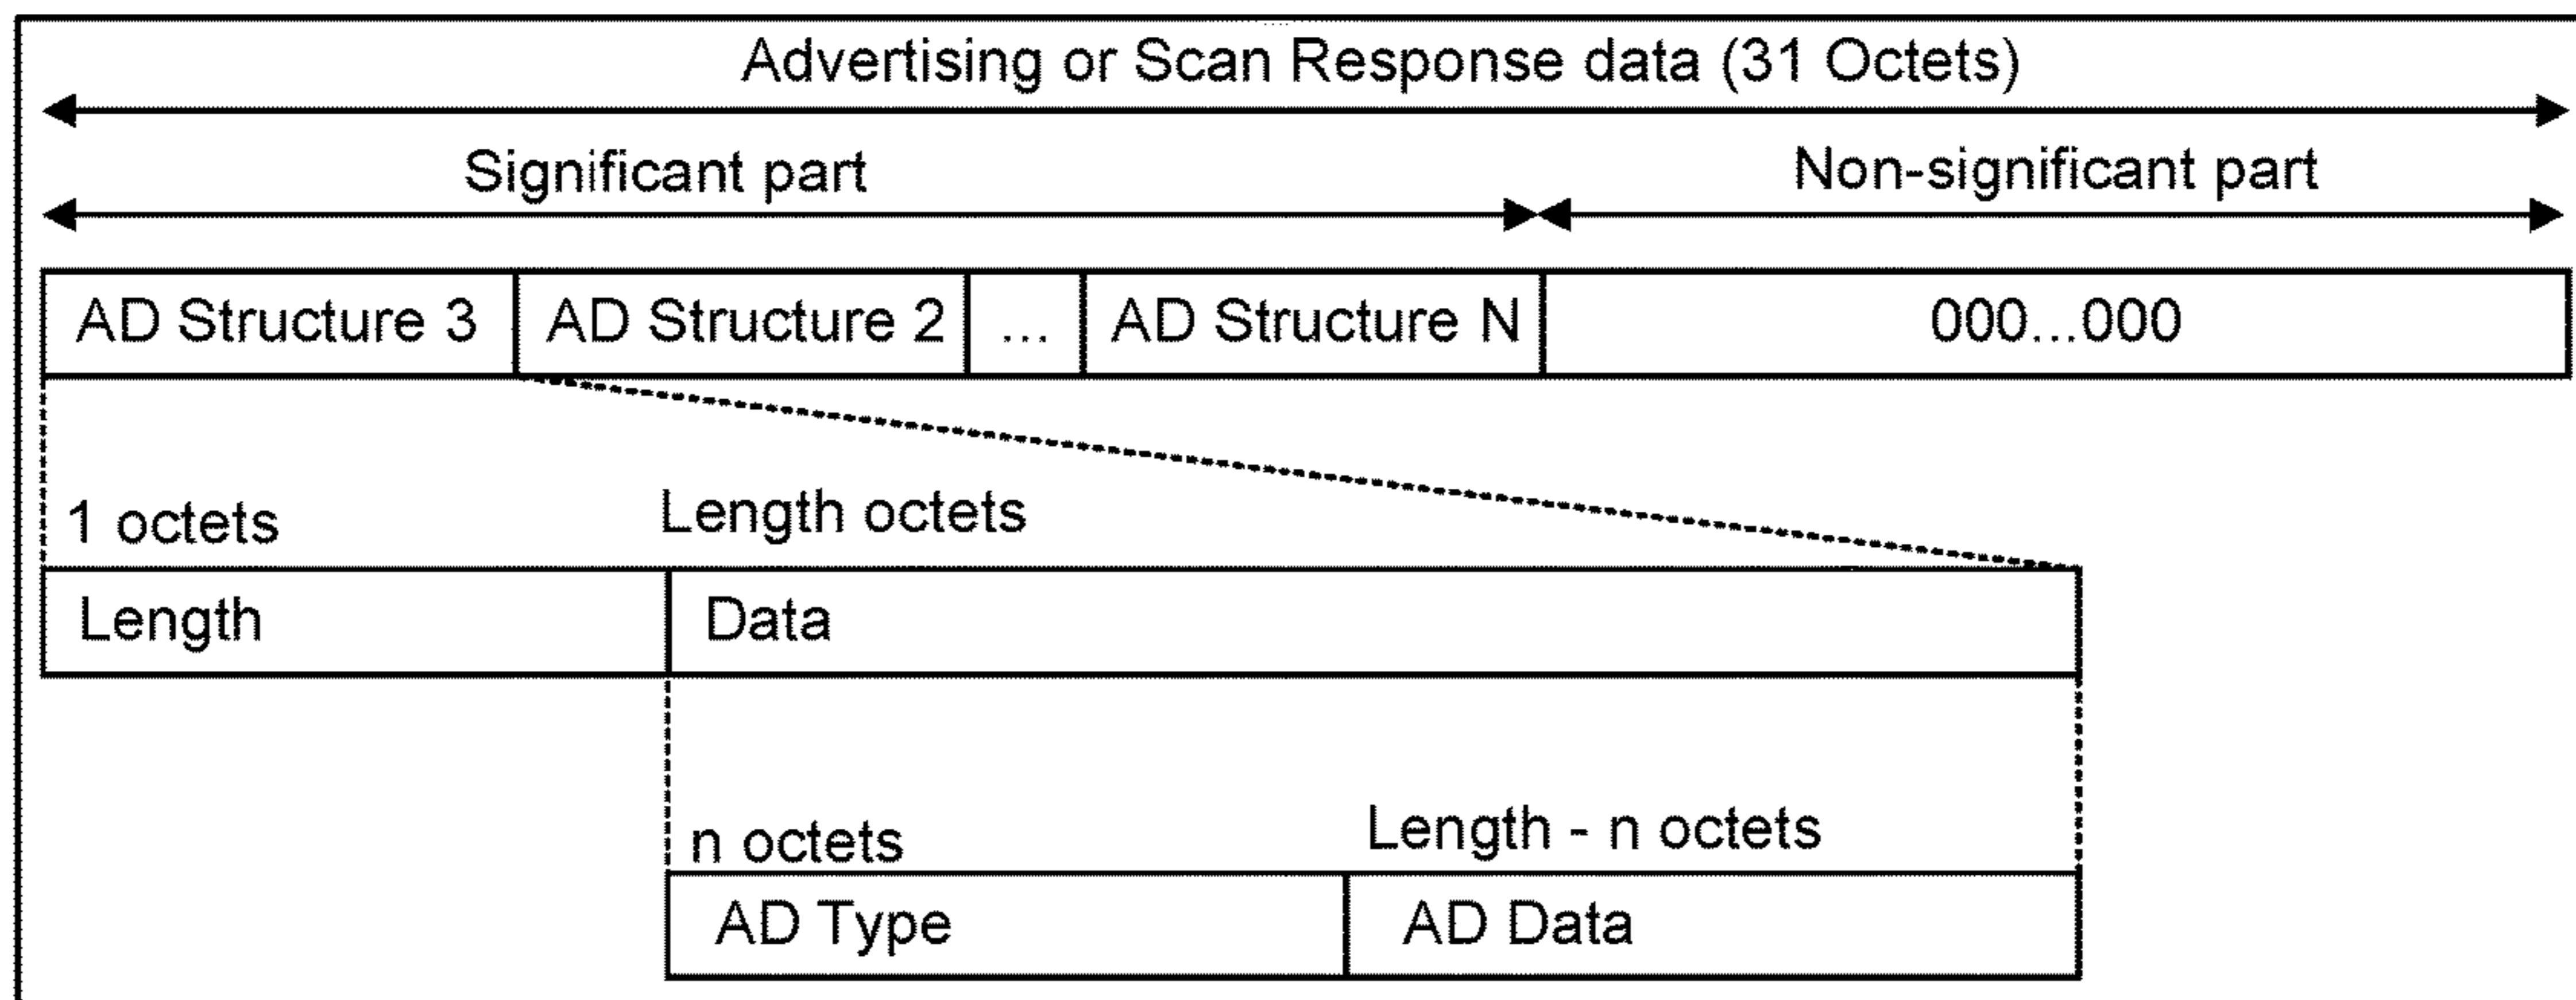 Advertising or Scan Response data (31 Octets)
Significant part Non-significant part
AD Structure 3 AD Structure 2 ... AD Structure N 000...000
1 octets Length octets
Length Data
n octets Length - n octets
AD Type AD Data